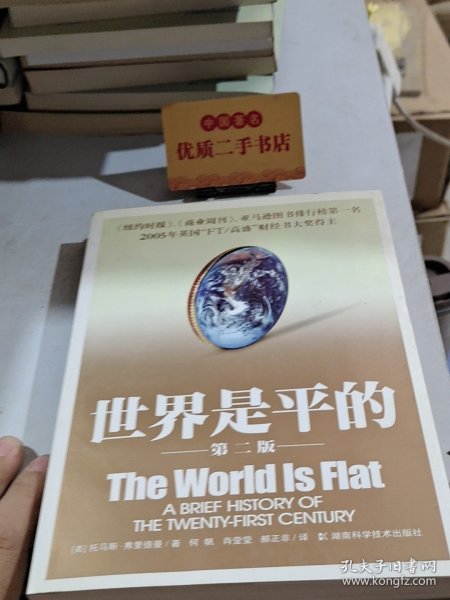 中国著名
优质二手书店
《纽约时报》、《商业周刊》、亚马逊图书排行榜第一名
2005年英国“FT/高盛”财经书大奖得主
世界是平的
第二版
The World Is Flat
A BRIEF HISTORY OF
THE TWENTY-FIRST CENTURY
[美]托马斯·弗里德曼/著 何帆 肖莹莹 郝正非/译 湖南科学技术出版社
孔夫子旧书网
www.kongfz.com